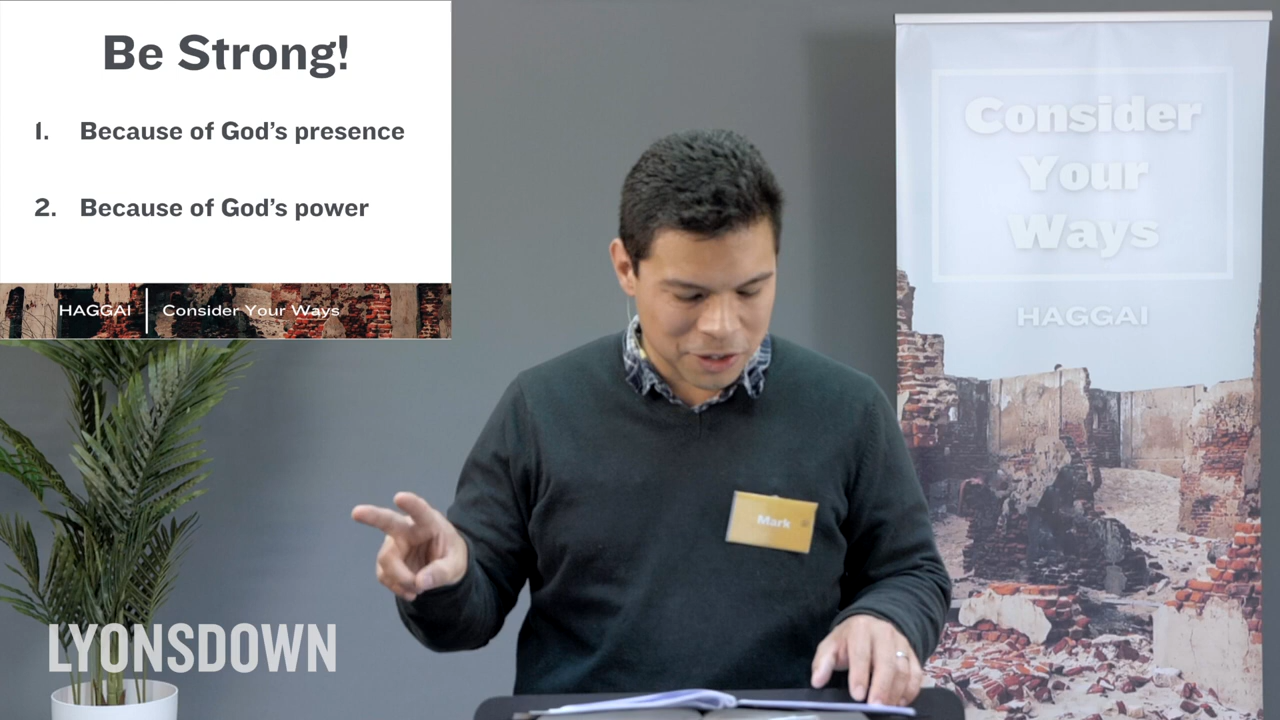 Be Strong!
1. Because of God's presence
2. Because of God's power
HAGGAI | Consider Your Ways
Consider
Your
Ways
HAGGAI
Mark
LYONSDOWN